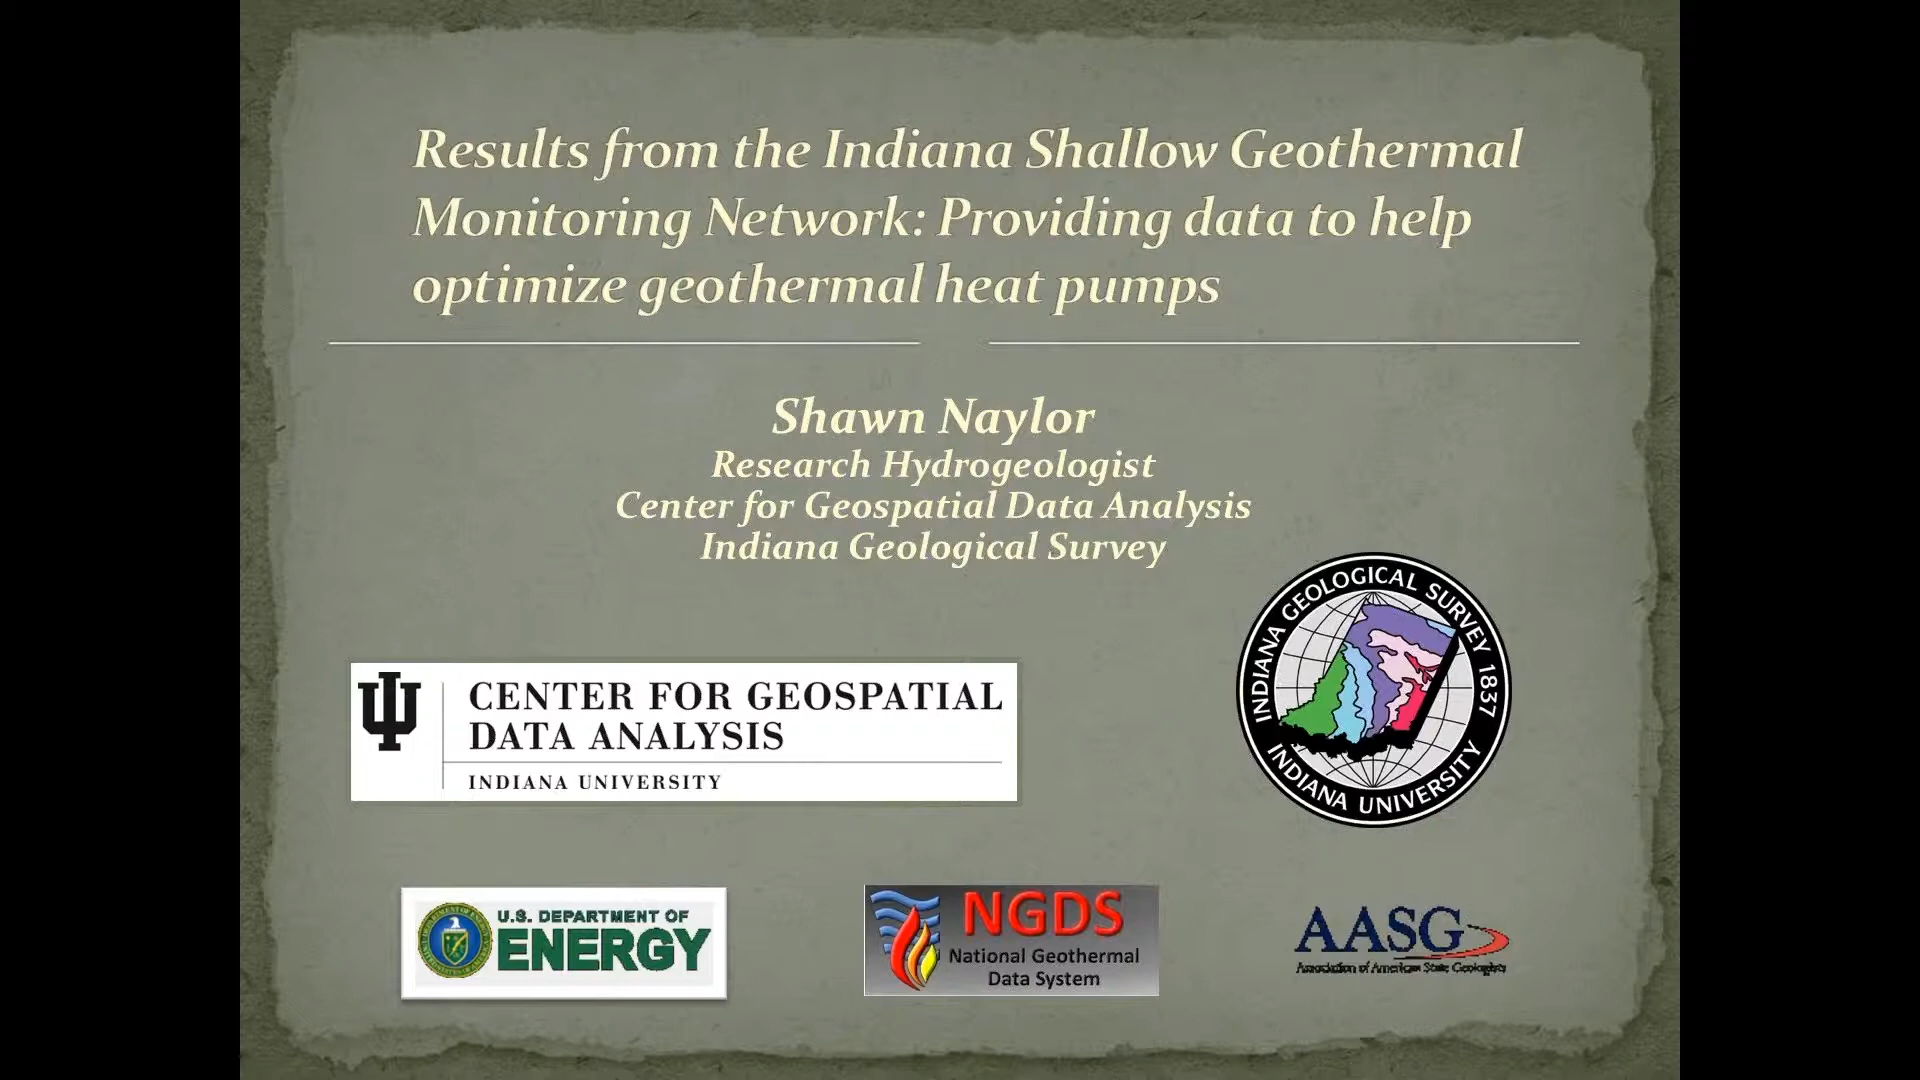 Results from the Indiana Shallow Geothermal
Monitoring Network: Providing data to help
optimize geothermal heat pumps
Shawn Naylor
Research Hydrogeologist
Center for Geospatial Data Analysis
Indiana Geological Survey
INDIANA GEOLOGICAL SURVEY 1837
INDIANA UNIVERSITY
CENTER FOR GEOSPATIAL
DATA ANALYSIS
INDIANA UNIVERSITY
U.S. DEPARTMENT OF
ENERGY
NGDS
National Geothermal
Data System
AASG
Association of American State Geologists